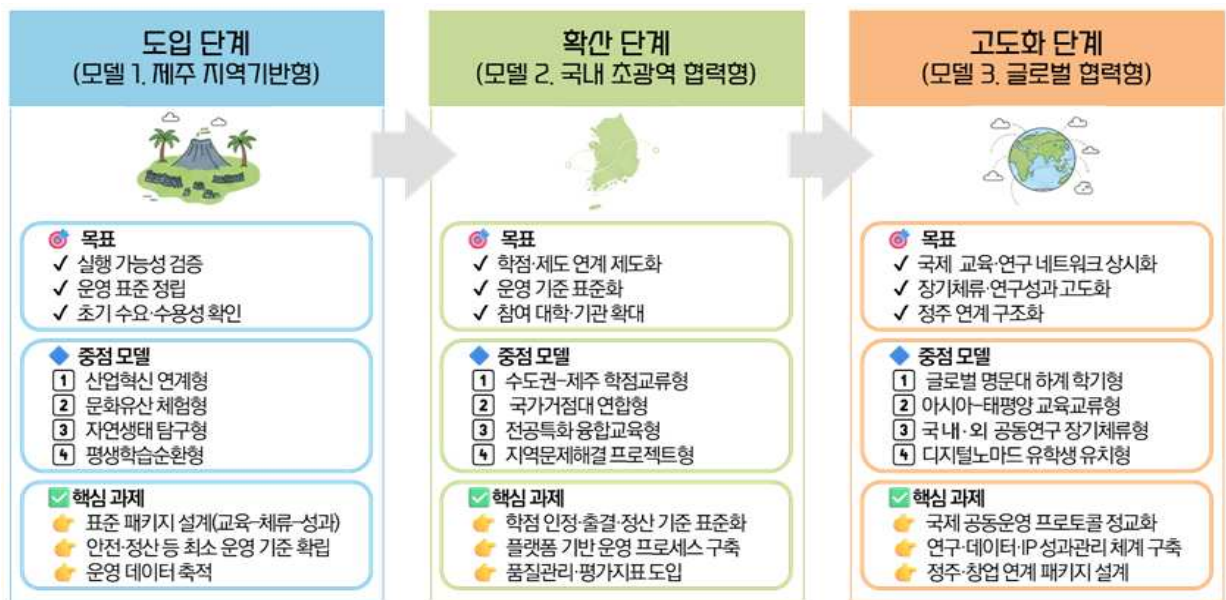 도입 단계
(모델 1. 제주 지역기반형)
목표
✓ 실행 가능성 검증
✓ 운영 표준 정립
✓ 초기 수요·수용성 확인
중점 모델
1 산업혁신 연계형
2 문화유산 체험형
3 자연생태 탐구형
4 평생학습순환형
핵심 과제
표준 패키지 설계(교육-체류-성과)
안전·정산 등 최소 운영 기준 확립
운영 데이터 축적
확산 단계
(모델 2. 국내 초광역 협력형)
목표
✓ 학점·제도 연계 제도화
✓ 운영 기준 표준화
✓ 참여 대학·기관 확대
중점 모델
1 수도권-제주 학점교류형
2 국가거점대 연합형
3 전공특화 융합교육형
4 지역문제해결 프로젝트형
핵심 과제
학점 인정·출결·정산 기준 표준화
플랫폼 기반 운영 프로세스 구축
품질관리·평가지표 도입
고도화 단계
(모델 3. 글로벌 협력형)
목표
✓ 국제 교육·연구 네트워크 상시화
✓ 장기체류·연구성과 고도화
✓ 정주 연계 구조화
중점 모델
1 글로벌 명문대 하계 학기형
2 아시아-태평양 교육교류형
3 국내·외 공동연구 장기체류형
4 디지털노마드 유학생 유치형
핵심 과제
국제 공동운영 프로토콜 정교화
연구·데이터·IP 성과관리 체계 구축
정주·창업 연계 패키지 설계